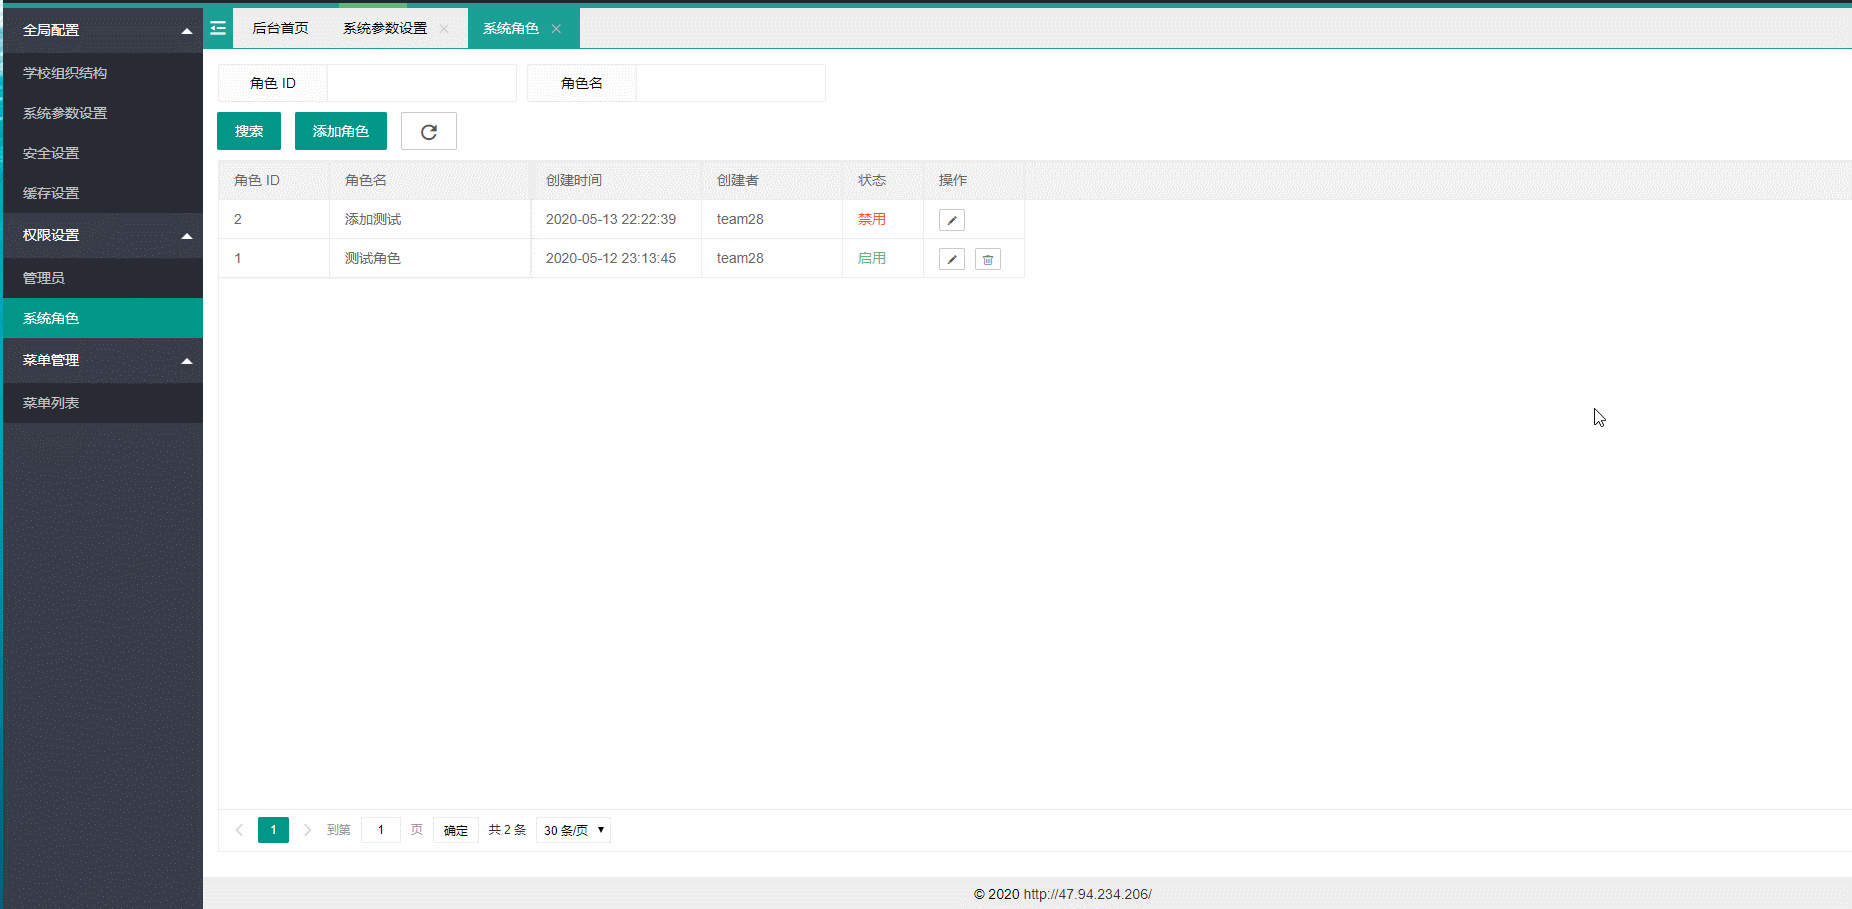 全局配置
学校组织结构
系统参数设置
安全设置
缓存设置
权限设置
管理员
系统角色
菜单管理
菜单列表
后台首页 系统参数设置 系统角色
角色 ID 角色名
搜索 添加角色
角色 ID 角色名 创建时间 创建者 状态 操作
2 添加测试 2020-05-13 22:22:39 team28 禁用
1 测试角色 2020-05-12 23:13:45 team28 启用
1 到第 1 页 确定 共 2 条 30 条/页
© 2020 http://47.94.234.206/